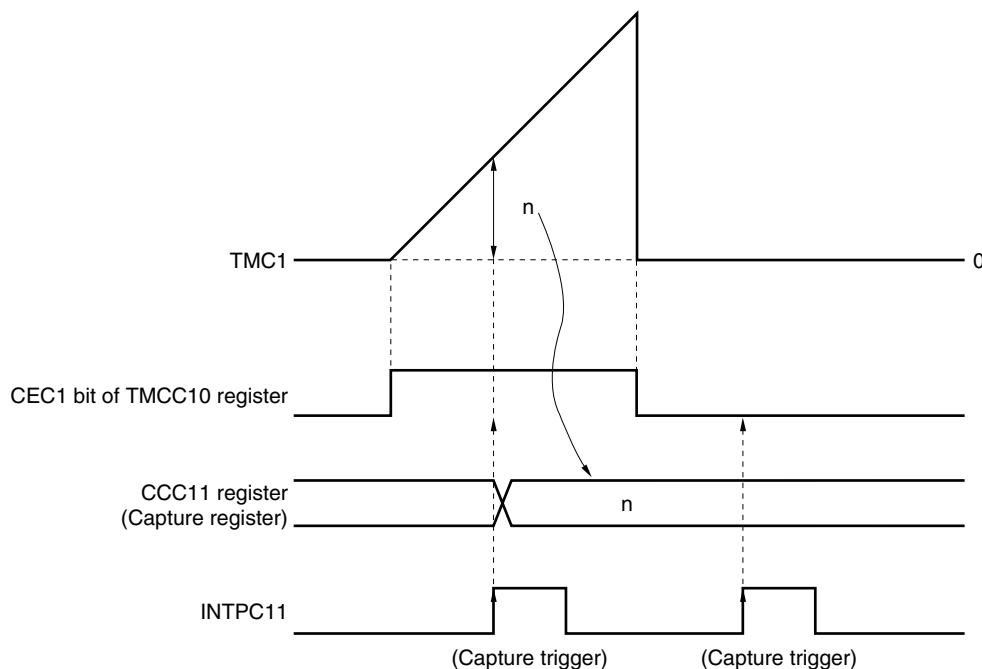 n
TMC1
0
CEC1 bit of TMCC10 register
CCC11 register
(Capture register)
n
INTPC11
(Capture trigger) (Capture trigger)